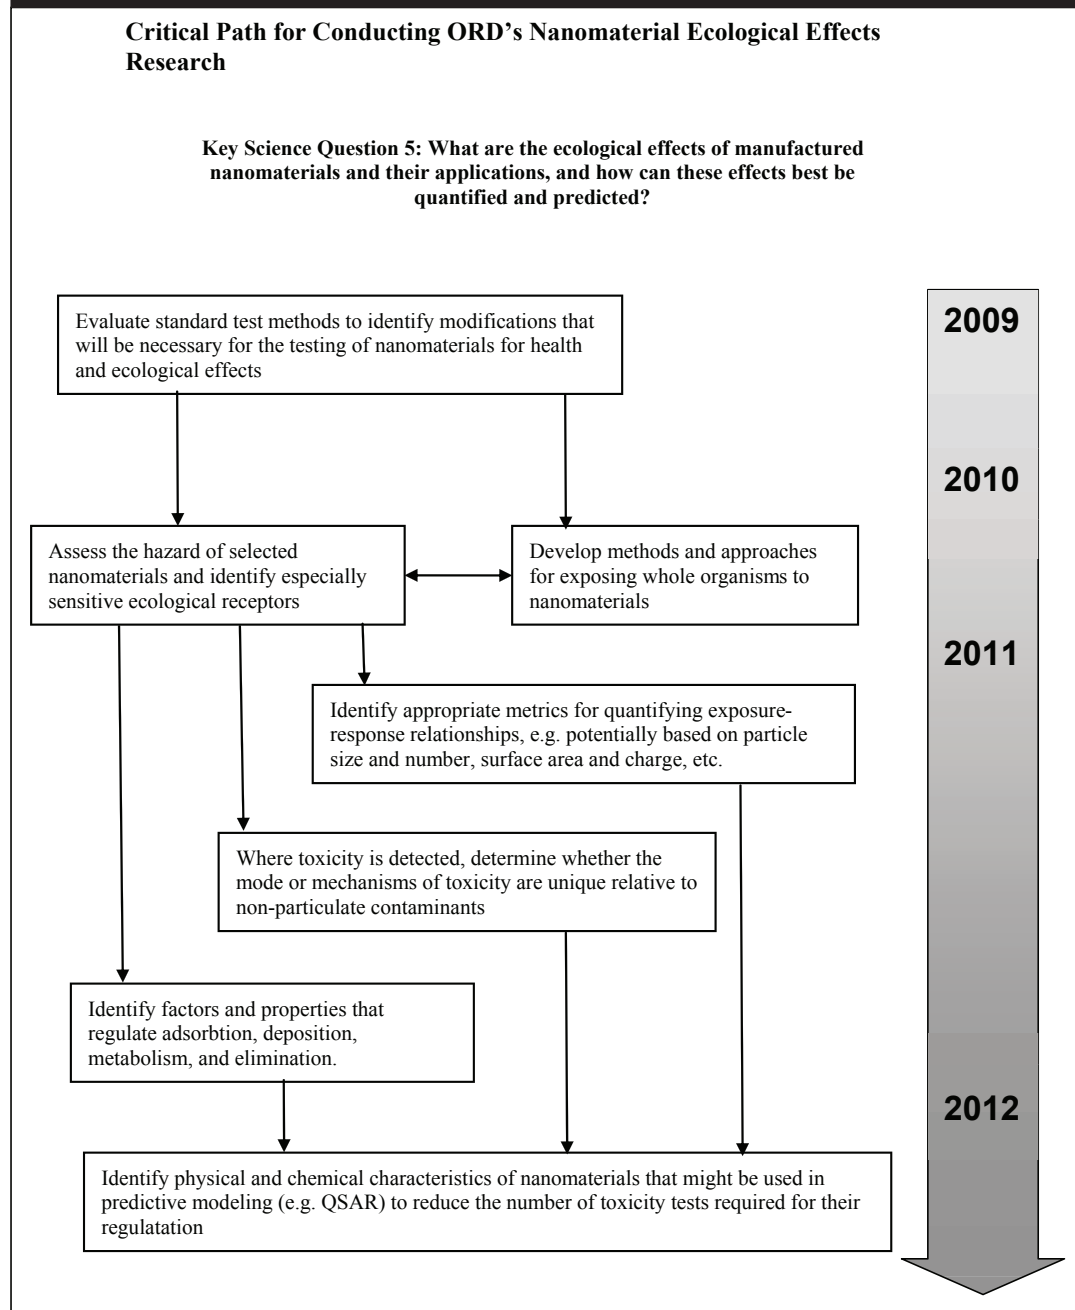 Critical Path for Conducting ORD’s Nanomaterial Ecological Effects
Research
Key Science Question 5: What are the ecological effects of manufactured
nanomaterials and their applications, and how can these effects best be
quantified and predicted?
Evaluate standard test methods to identify modifications that
will be necessary for the testing of nanomaterials for health
and ecological effects
2009
2010
Assess the hazard of selected
nanomaterials and identify especially
sensitive ecological receptors
Develop methods and approaches
for exposing whole organisms to
nanomaterials
2011
Identify appropriate metrics for quantifying exposure-
response relationships, e.g. potentially based on particle
size and number, surface area and charge, etc.
Where toxicity is detected, determine whether the
mode or mechanisms of toxicity are unique relative to
non-particulate contaminants
Identify factors and properties that
regulate adsorbtion, deposition,
metabolism, and elimination.
2012
Identify physical and chemical characteristics of nanomaterials that might be used in
predictive modeling (e.g. QSAR) to reduce the number of toxicity tests required for their
regulatation